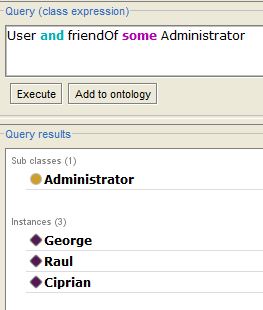 Query (class expression)
User and friendOf some Administrator
Execute Add to ontology
Query results
Sub classes (1)
Administrator
Instances (3)
George
Raul
Ciprian